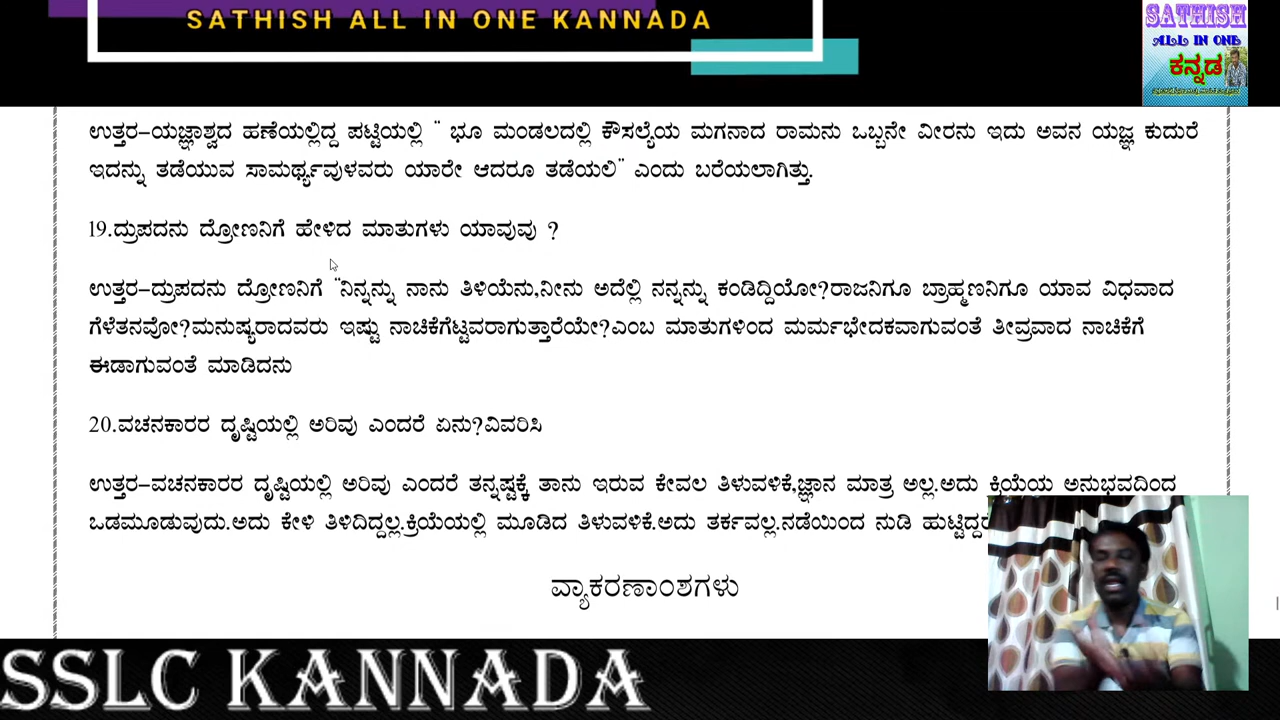 SATHISH ALL IN ONE KANNADA
SATHISH
ALL IN ONE
ಕನ್ನಡ
ಉತ್ತರ-ಯಜ್ಞಾಶ್ವದ ಹಣೆಯಲ್ಲಿದ್ದ ಪಟ್ಟಿಯಲ್ಲಿ " ಭೂ ಮಂಡಲದಲ್ಲಿ ಕೌಸಲ್ಯೆಯ ಮಗನಾದ ರಾಮನು ಒಬ್ಬನೇ ವೀರನು ಇದು ಅವನ ಯಜ್ಞ ಕುದುರೆ
ಇದನ್ನು ತಡೆಯುವ ಸಾಮರ್ಥ್ಯವುಳವರು ಯಾರೇ ಆದರೂ ತಡೆಯಲಿ" ಎಂದು ಬರೆಯಲಾಗಿತ್ತು.
19.ದ್ರುಪದನು ದ್ರೋಣನಿಗೆ ಹೇಳಿದ ಮಾತುಗಳು ಯಾವುವು ?
ಉತ್ತರ-ದ್ರುಪದನು ದ್ರೋಣನಿಗೆ "ನಿನ್ನನ್ನು ನಾನು ತಿಳಿಯೆನು,ನೀನು ಅದೆಲ್ಲಿ ನನ್ನನ್ನು ಕಂಡಿದ್ದಿಯೋ?ರಾಜನಿಗೂ ಬ್ರಾಹ್ಮಣನಿಗೂ ಯಾವ ವಿಧವಾದ
ಗೆಳೆತನವೋ?ಮನುಷ್ಯರಾದವರು ಇಷ್ಟು ನಾಚಿಕೆಗೆಟ್ಟವರಾಗುತ್ತಾರೆಯೇ?ಎಂಬ ಮಾತುಗಳಿಂದ ಮರ್ಮಭೇದಕವಾಗುವಂತೆ ತೀವ್ರವಾದ ನಾಚಿಕೆಗೆ
ಈಡಾಗುವಂತೆ ಮಾಡಿದನು
20.ವಚನಕಾರರ ದೃಷ್ಟಿಯಲ್ಲಿ ಅರಿವು ಎಂದರೆ ಏನು?ವಿವರಿಸಿ
ಉತ್ತರ-ವಚನಕಾರರ ದೃಷ್ಟಿಯಲ್ಲಿ ಅರಿವು ಎಂದರೆ ತನ್ನಷ್ಟಕ್ಕೆ ತಾನು ಇರುವ ಕೇವಲ ತಿಳುವಳಿಕೆ,ಜ್ಞಾನ ಮಾತ್ರ ಅಲ್ಲ.ಅದು ಕ್ರಿಯೆಯ ಅನುಭವದಿಂದ
ಒಡಮೂಡುವುದು.ಅದು ಕೇಳಿ ತಿಳಿದಿದ್ದಲ್ಲ.ಕ್ರಿಯೆಯಲ್ಲಿ ಮೂಡಿದ ತಿಳುವಳಿಕೆ.ಅದು ತರ್ಕವಲ್ಲ.ನಡೆಯಿಂದ ನುಡಿ
ವ್ಯಾಕರಣಾಂಶಗಳು
SSLC KANNADA